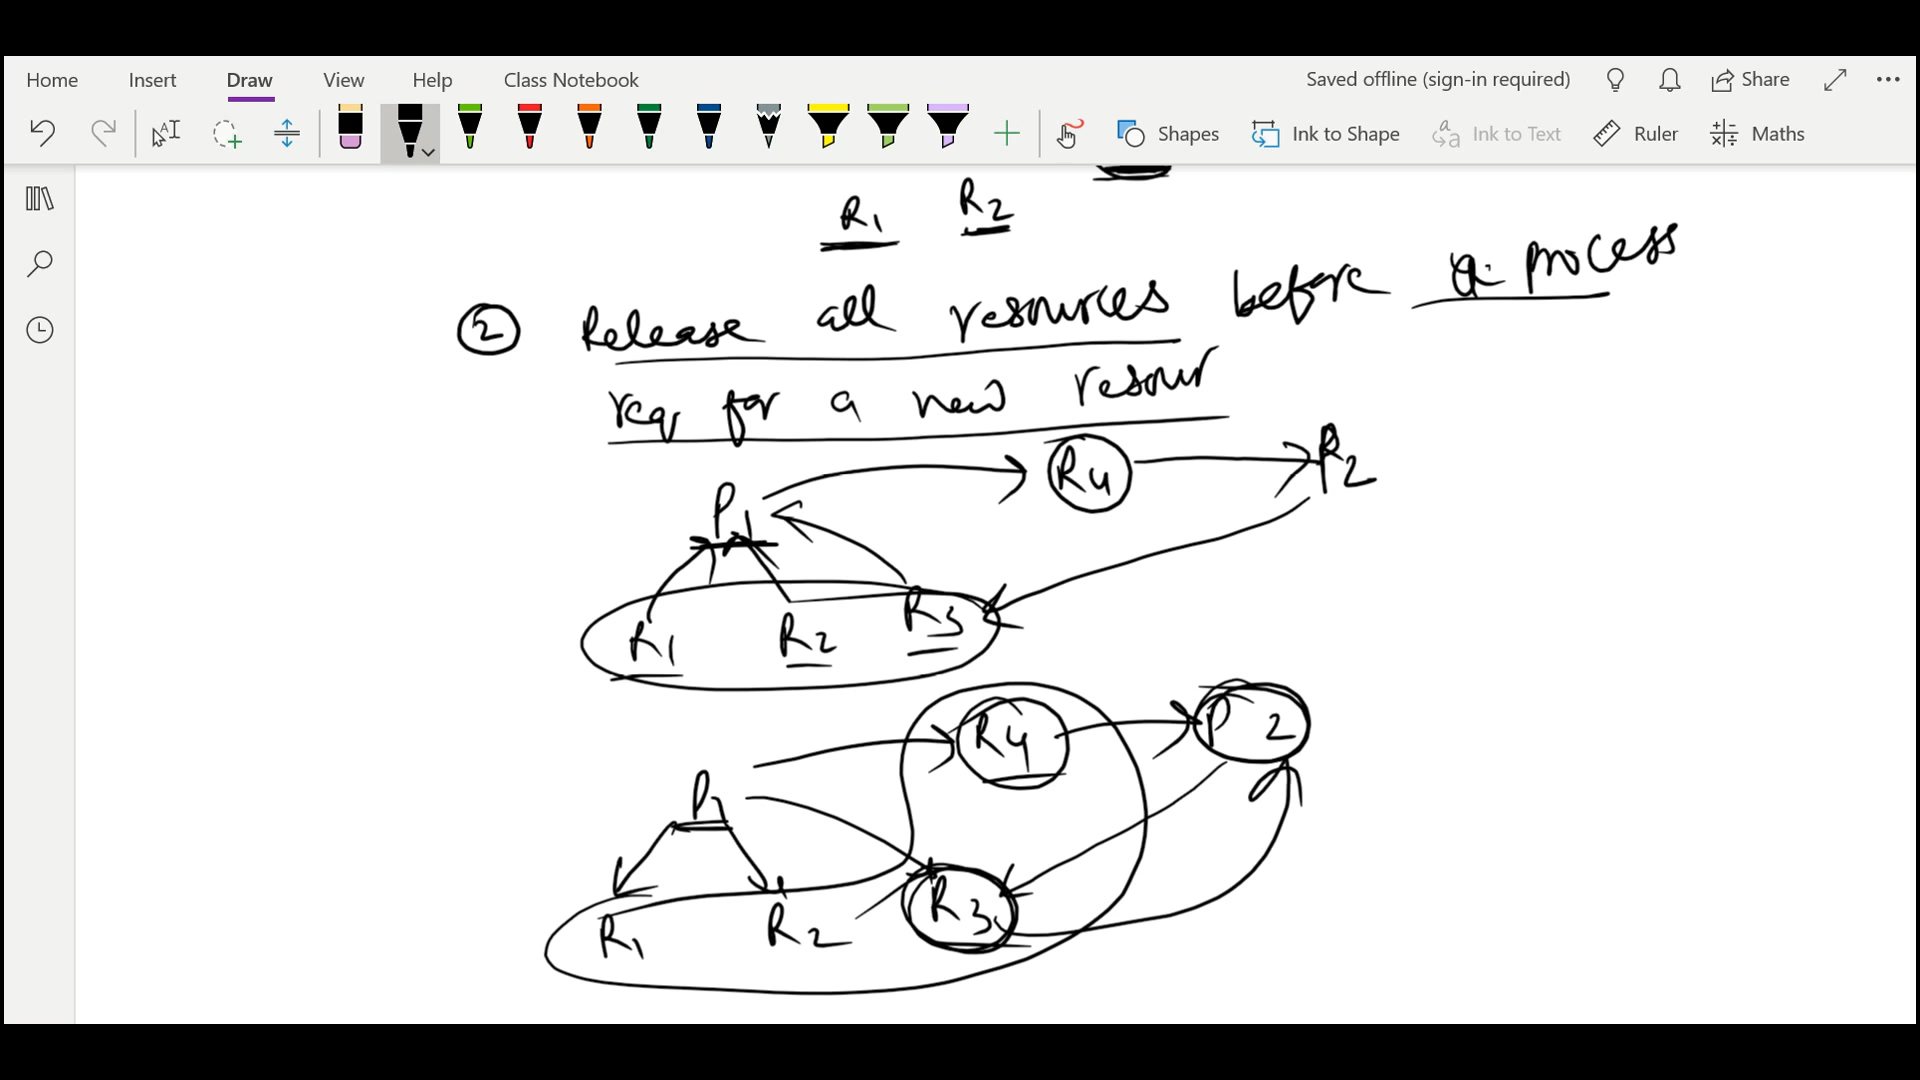 Home Insert Draw View Help Class Notebook Saved offline (sign-in required) Share
Shapes Ink to Shape Ink to Text Ruler Maths
R1 R2
2 Release all resources before a process
req for a new resour
R4 P2
P1
R1 R2 R3
R4 P2
P1
R1 R2 R3